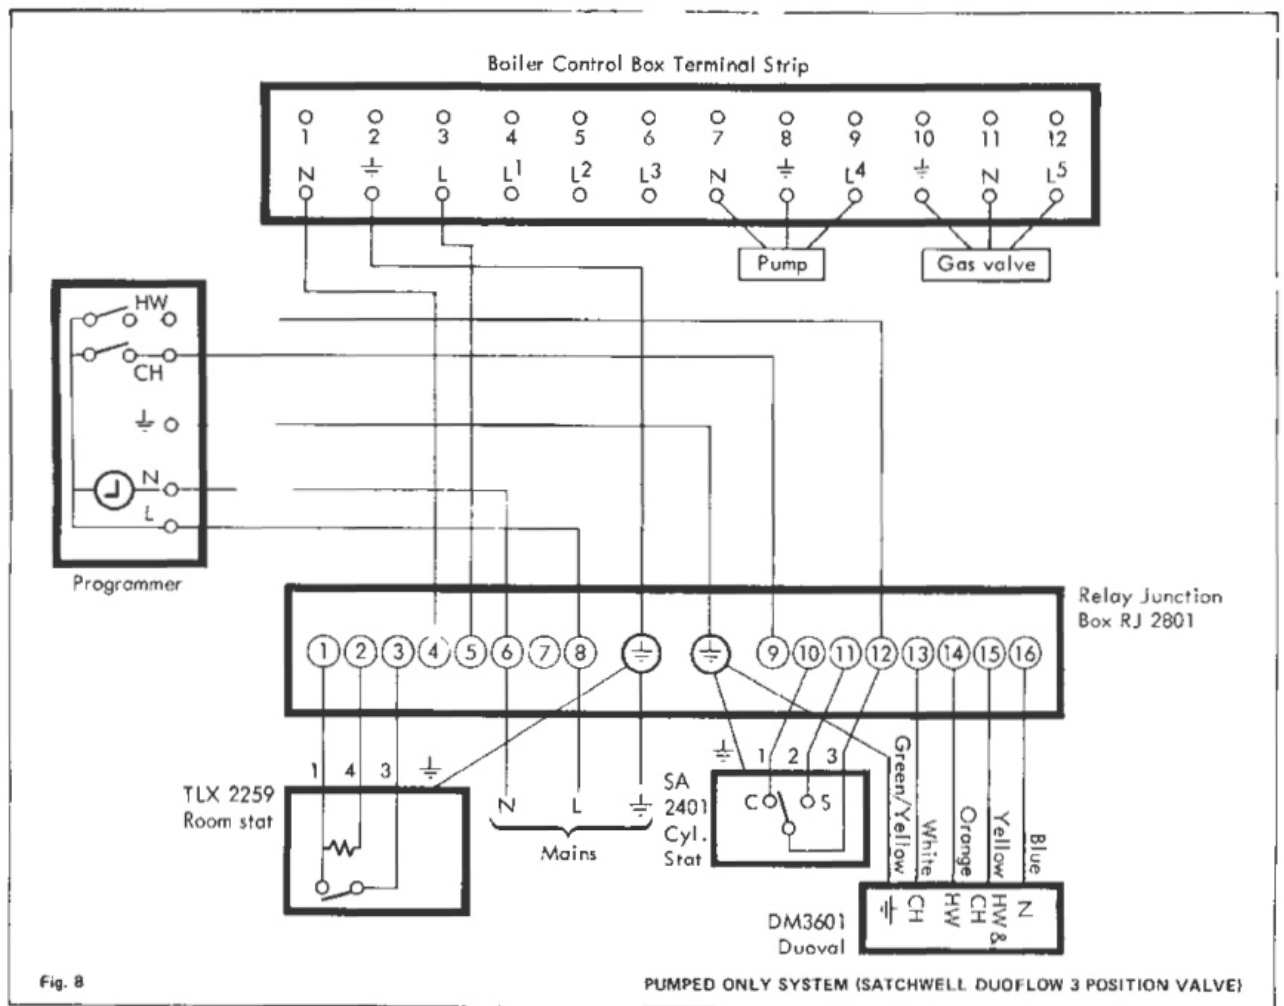 Boiler Control Box Terminal Strip
1 2 3 4 5 6 7 8 9 10 11 12
N L L1 L2 L3 N L4 N L5
Pump
Gas valve
HW
CH
N
L
Programmer
Relay Junction
Box RJ 2801
1 2 3 4 5 6 7 8 9 10 11 12 13 14 15 16
1 4 3
TLX 2259
Room stat
N L
Mains
1 2 3
SA
2401
Cyl.
Stat
C S
Green/Yellow
White
Orange
Yellow
Blue
CH
HW
HW &
CH
N
DM3601
Duoval
Fig. 8
PUMPED ONLY SYSTEM (SATCHWELL DUOFLOW 3 POSITION VALVE)